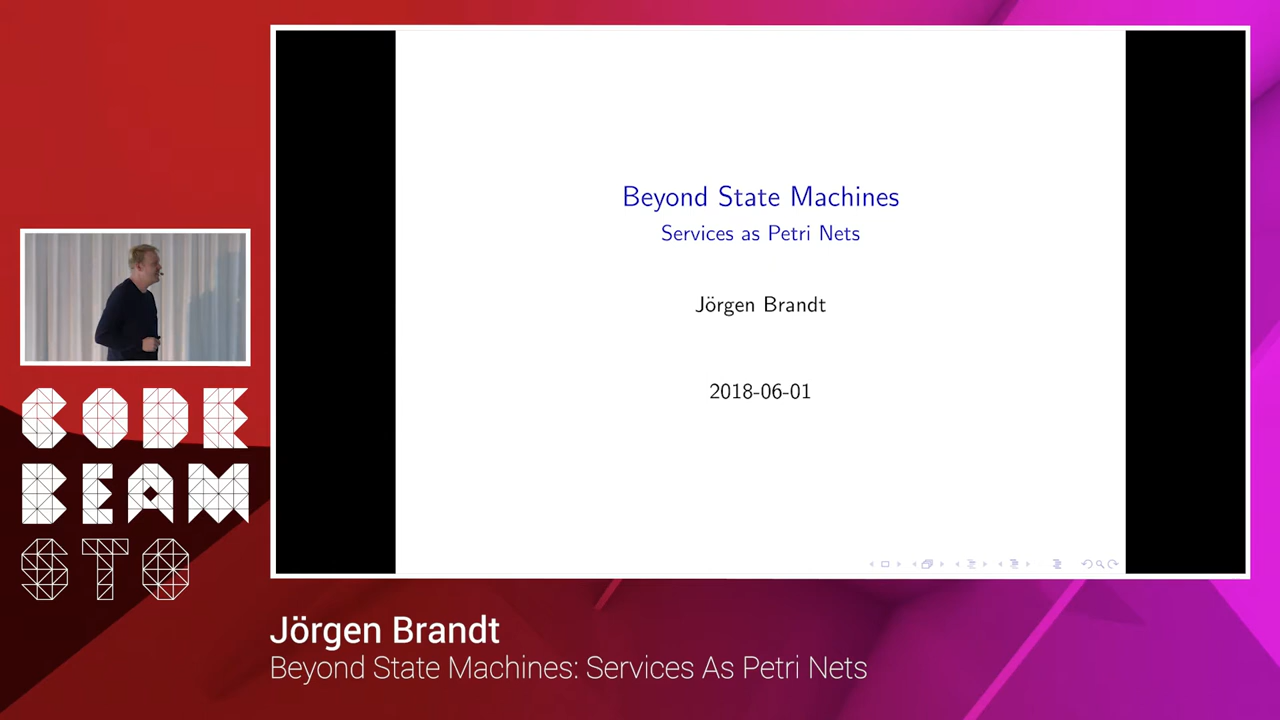 Beyond State Machines
Services as Petri Nets
Jörgen Brandt
2018-06-01
CODE
BEAM
STO
Jörgen Brandt
Beyond State Machines: Services As Petri Nets